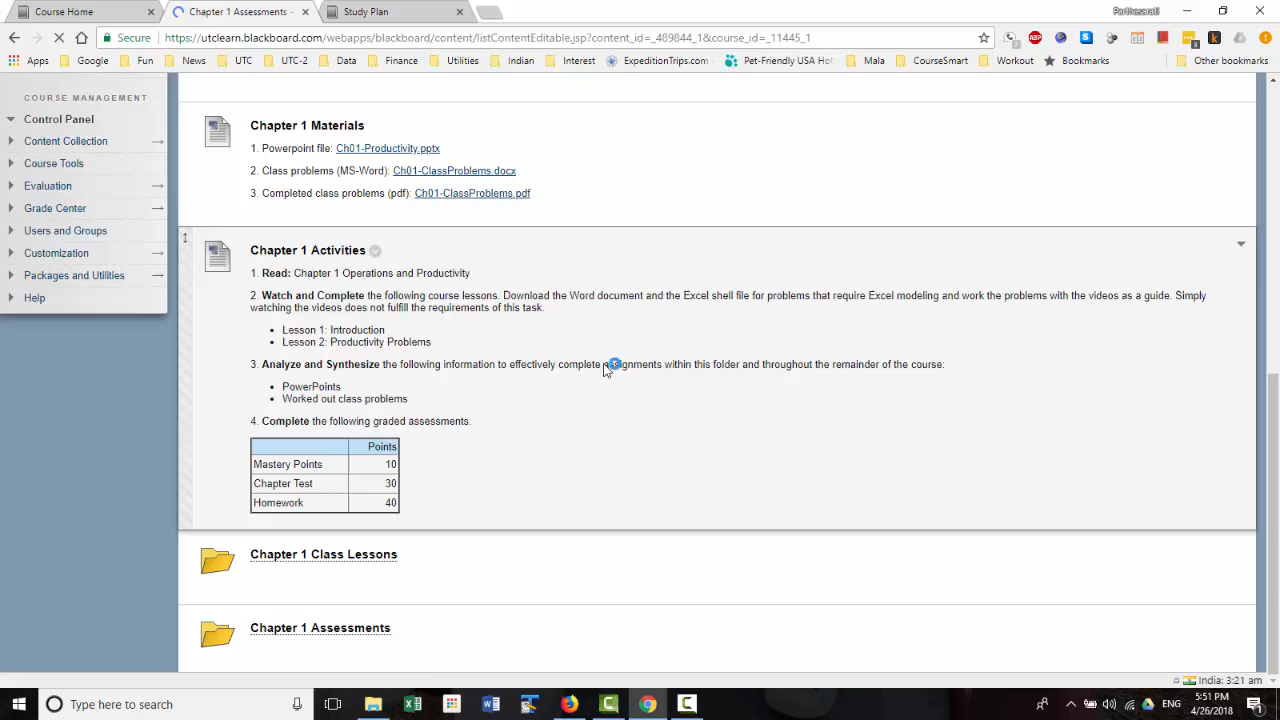 Course Home
Chapter 1 Assessments –
Study Plan
Parthasarati
Secure
https://utclearn.blackboard.com/webapps/blackboard/content/listContentEditable.jsp?content_id=_489844_1&course_id=_11445_1
Apps Google Fun News UTC UTC-2 Data Finance Utilities Indian Interest ExpeditionTrips.com Pet-Friendly USA Hot Mala CourseSmart Workout Bookmarks Other bookmarks
COURSE MANAGEMENT
Control Panel
Content Collection
Course Tools
Evaluation
Grade Center
Users and Groups
Customization
Packages and Utilities
Help
Chapter 1 Materials
1. Powerpoint file: Ch01-Productivity.pptx
2. Class problems (MS-Word): Ch01-ClassProblems.docx
3. Completed class problems (pdf): Ch01-ClassProblems.pdf
Chapter 1 Activities
1. Read: Chapter 1 Operations and Productivity
2. Watch and Complete the following course lessons. Download the Word document and the Excel shell file for problems that require Excel modeling and work the problems with the videos as a guide. Simply
watching the videos does not fulfill the requirements of this task.
• Lesson 1: Introduction
• Lesson 2: Productivity Problems
3. Analyze and Synthesize the following information to effectively complete assignments within this folder and throughout the remainder of the course:
• PowerPoints
• Worked out class problems
4. Complete the following graded assessments.
Points
Mastery Points 10
Chapter Test 30
Homework 40
Chapter 1 Class Lessons
Chapter 1 Assessments
India: 3:21 am
Type here to search
ENG
5:51 PM
4/26/2018